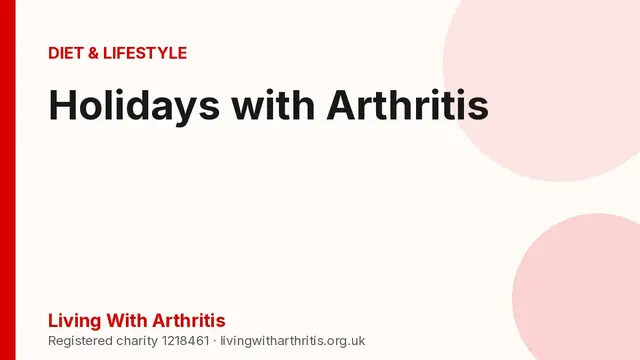 DIET & LIFESTYLE
Holidays with Arthritis
Living With Arthritis
Registered charity 1218461 · livingwitharthritis.org.uk